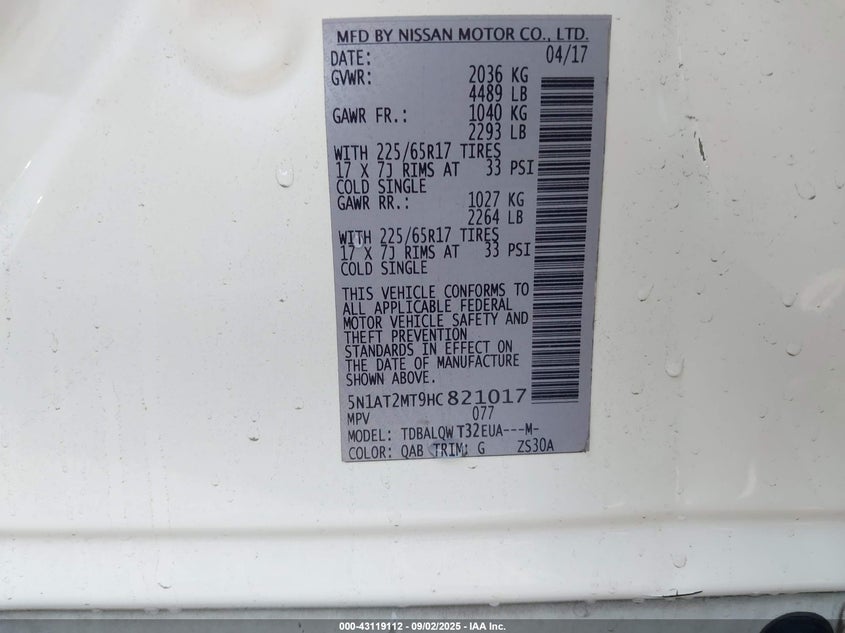 MFD BY NISSAN MOTOR CO., LTD.
DATE: 04/17
GVWR: 2036 KG
4489 LB
GAWR FR.: 1040 KG
2293 LB
WITH 225/65R17 TIRES
17 X 7J RIMS AT 33 PSI
COLD SINGLE
GAWR RR.: 1027 KG
2264 LB
WITH 225/65R17 TIRES
17 X 7J RIMS AT 33 PSI
COLD SINGLE
THIS VEHICLE CONFORMS TO
ALL APPLICABLE FEDERAL
MOTOR VEHICLE SAFETY AND
THEFT PREVENTION
STANDARDS IN EFFECT ON
THE DATE OF MANUFACTURE
SHOWN ABOVE.
5N1AT2MT9HC821017
MPV 077
MODEL: TDBALQWT32EUA---M-
COLOR: QAB TRIM: G ZS30A
000-43119112 - 09/02/2025 - IAA Inc.